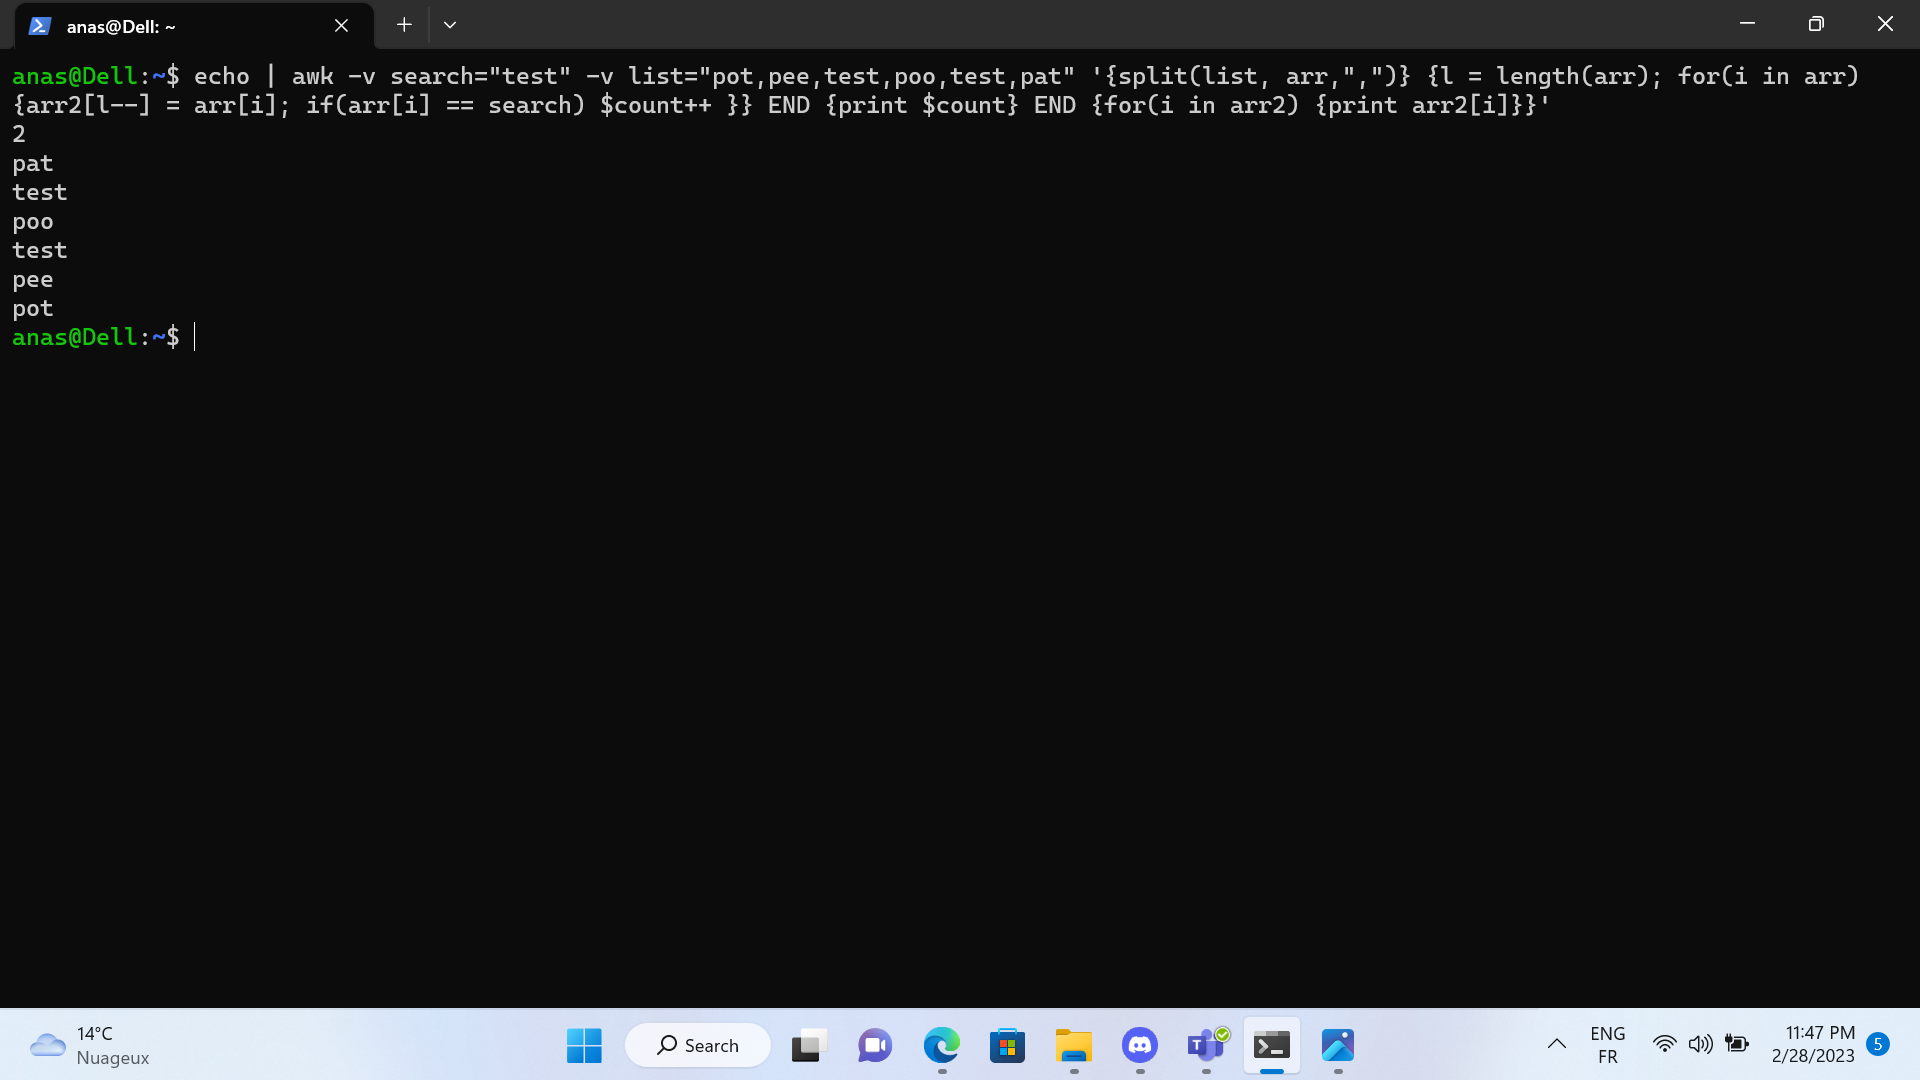 anas@Dell: ~
anas@Dell:~$ echo | awk -v search="test" -v list="pot,pee,test,poo,test,pat" '{split(list, arr,",")} {l = length(arr); for(i in arr)
{arr2[l--] = arr[i]; if(arr[i] == search) $count++ }} END {print $count} END {for(i in arr2) {print arr2[i]}}'
2
pat
test
poo
test
pee
pot
anas@Dell:~$
14°C
Nuageux
Search
T
ENG
FR
11:47 PM
2/28/2023
5